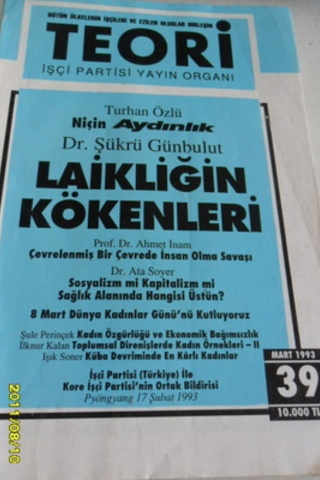 BÜTÜN ÜLKELERİN İŞÇİLERİ VE EZİLEN ULUSLAR BİRLEŞİN
TEORİ
İŞÇİ PARTİSİ YAYIN ORGANI
Turhan Özlü
Niçin Aydınlık
Dr. Şükrü Günbulut
LAİKLİĞİN
KÖKENLERİ
Prof. Dr. Ahmet İnam
Çevrelenmiş Bir Çevrede İnsan Olma Savaşı
Dr. Ata Soyer
Sosyalizm mi Kapitalizm mi
Sağlık Alanında Hangisi Üstün?
8 Mart Dünya Kadınlar Günü'nü Kutluyoruz
Şule Perinçek Kadın Özgürlüğü ve Ekonomik Bağımsızlık
İlknur Kalan Toplumsal Direnişlerde Kadın Örnekleri - II
Işık Soner Küba Devriminde En Kârlı Kadınlar
İşçi Partisi (Türkiye) İle
Kore İşçi Partisi'nin Ortak Bildirisi
Pyöngyang 17 Şubat 1993
MART 1993
39
10.000 TL
2011/08/10